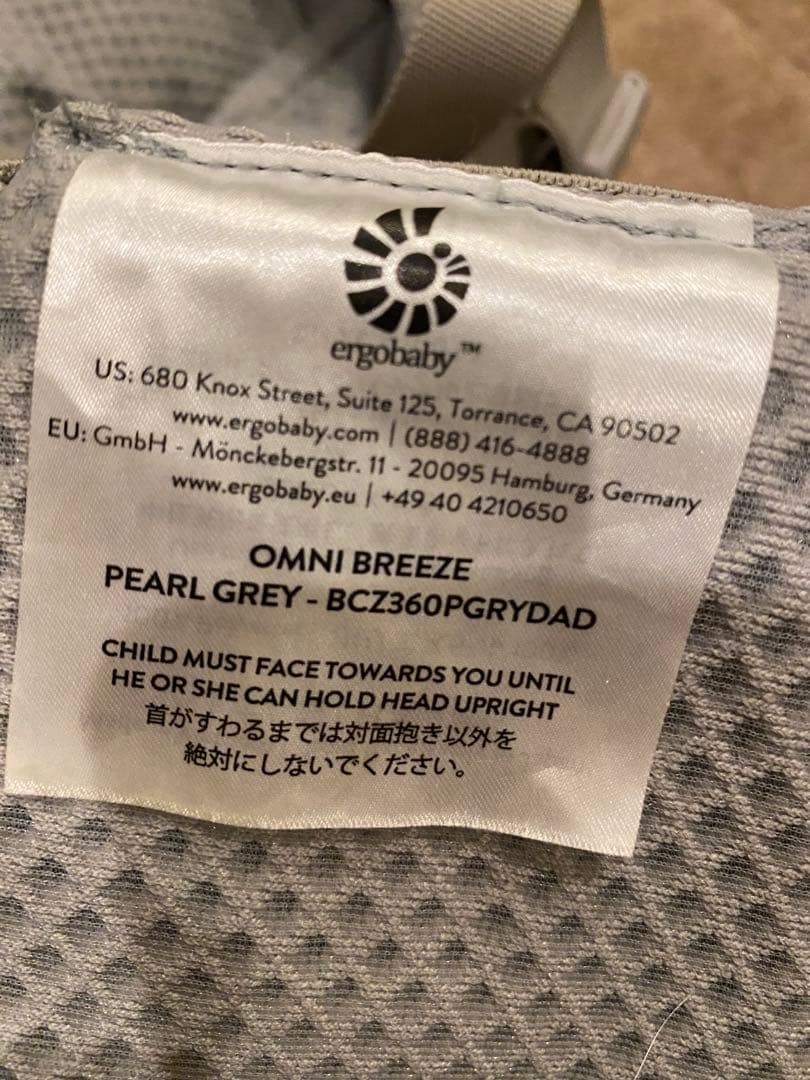 ergobaby™
US: 680 Knox Street, Suite 125, Torrance, CA 90502
www.ergobaby.com | (888) 416-4888
EU: GmbH - Mönckebergstr. 11 - 20095 Hamburg, Germany
www.ergobaby.eu | +49 40 4210650
OMNI BREEZE
PEARL GREY - BCZ360PGRYDAD
CHILD MUST FACE TOWARDS YOU UNTIL
HE OR SHE CAN HOLD HEAD UPRIGHT
首がすわるまでは対面抱き以外を
絶対にしないでください。